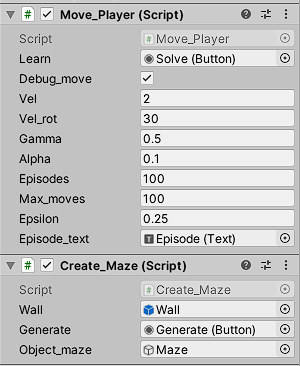 # Move_Player (Script)
Script # Move_Player
Learn Solve (Button)
Debug_move
Vel 2
Vel_rot 30
Gamma 0.5
Alpha 0.1
Episodes 100
Max_moves 100
Epsilon 0.25
Episode_text T Episode (Text)
# Create_Maze (Script)
Script # Create_Maze
Wall Wall
Generate Generate (Button)
Object_maze Maze